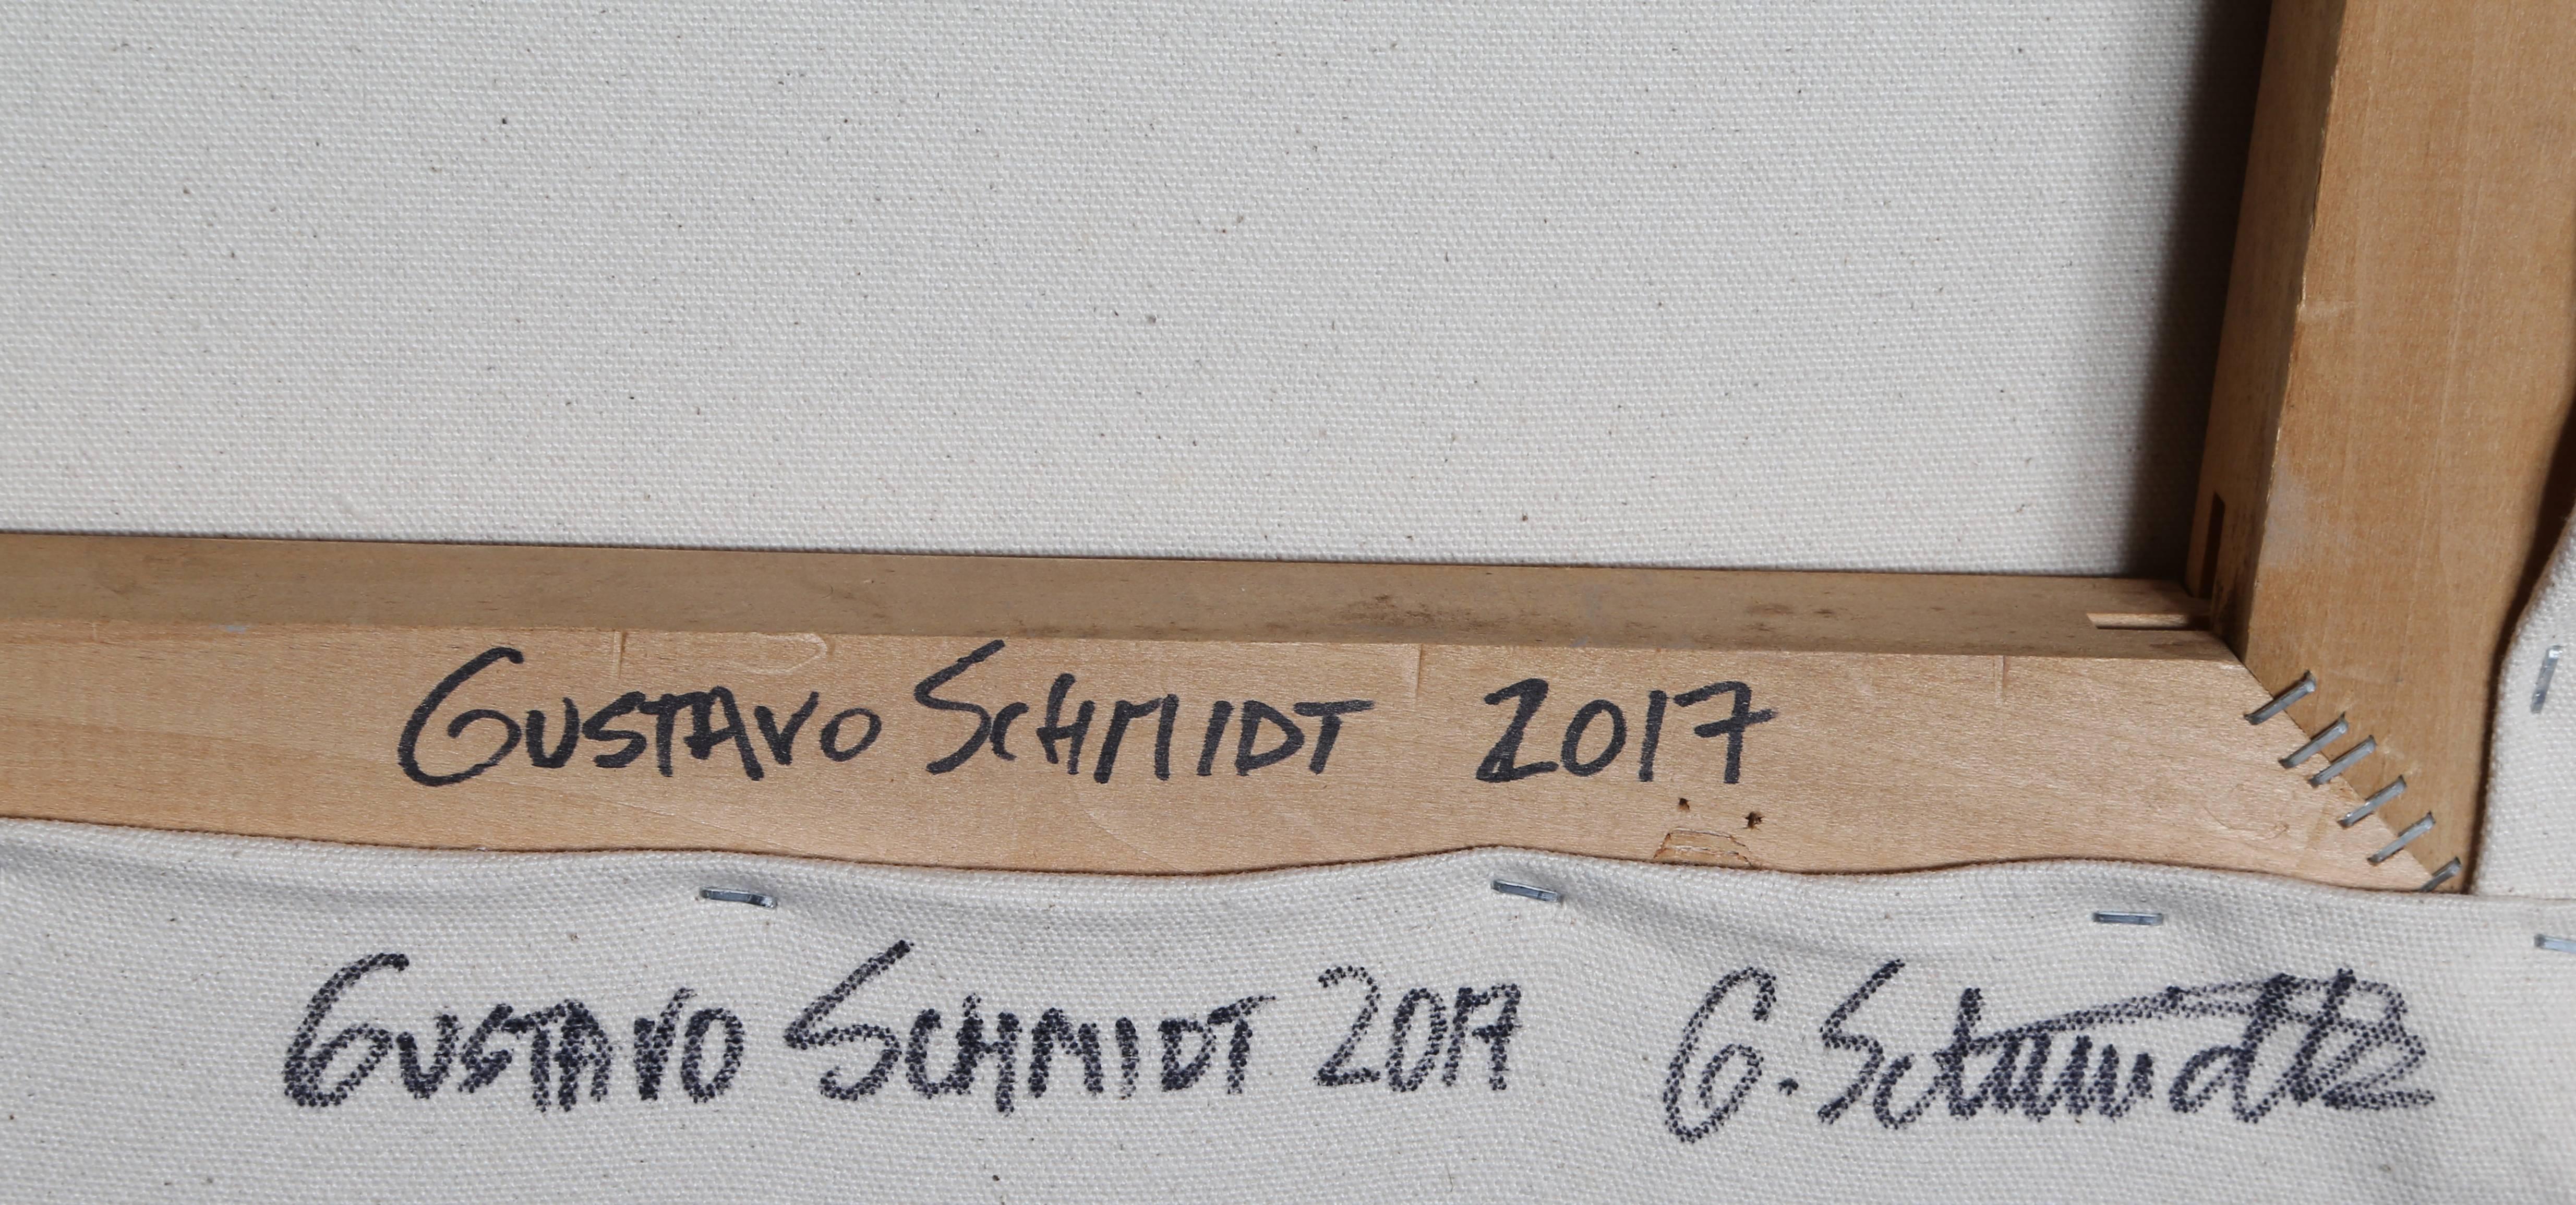 GUSTAVO SCHMIDT 2017
GUSTAVO SCHMIDT 2017 G. Schmidt